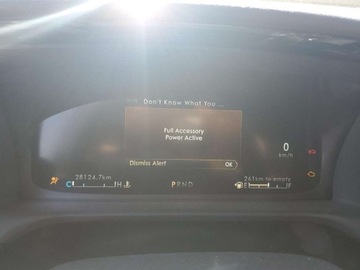 Don't Know What You ...
Full Accessory
Power Active
0
km/h
Dismiss Alert OK
28124.7km
261km to empty
C H
PRND
E F